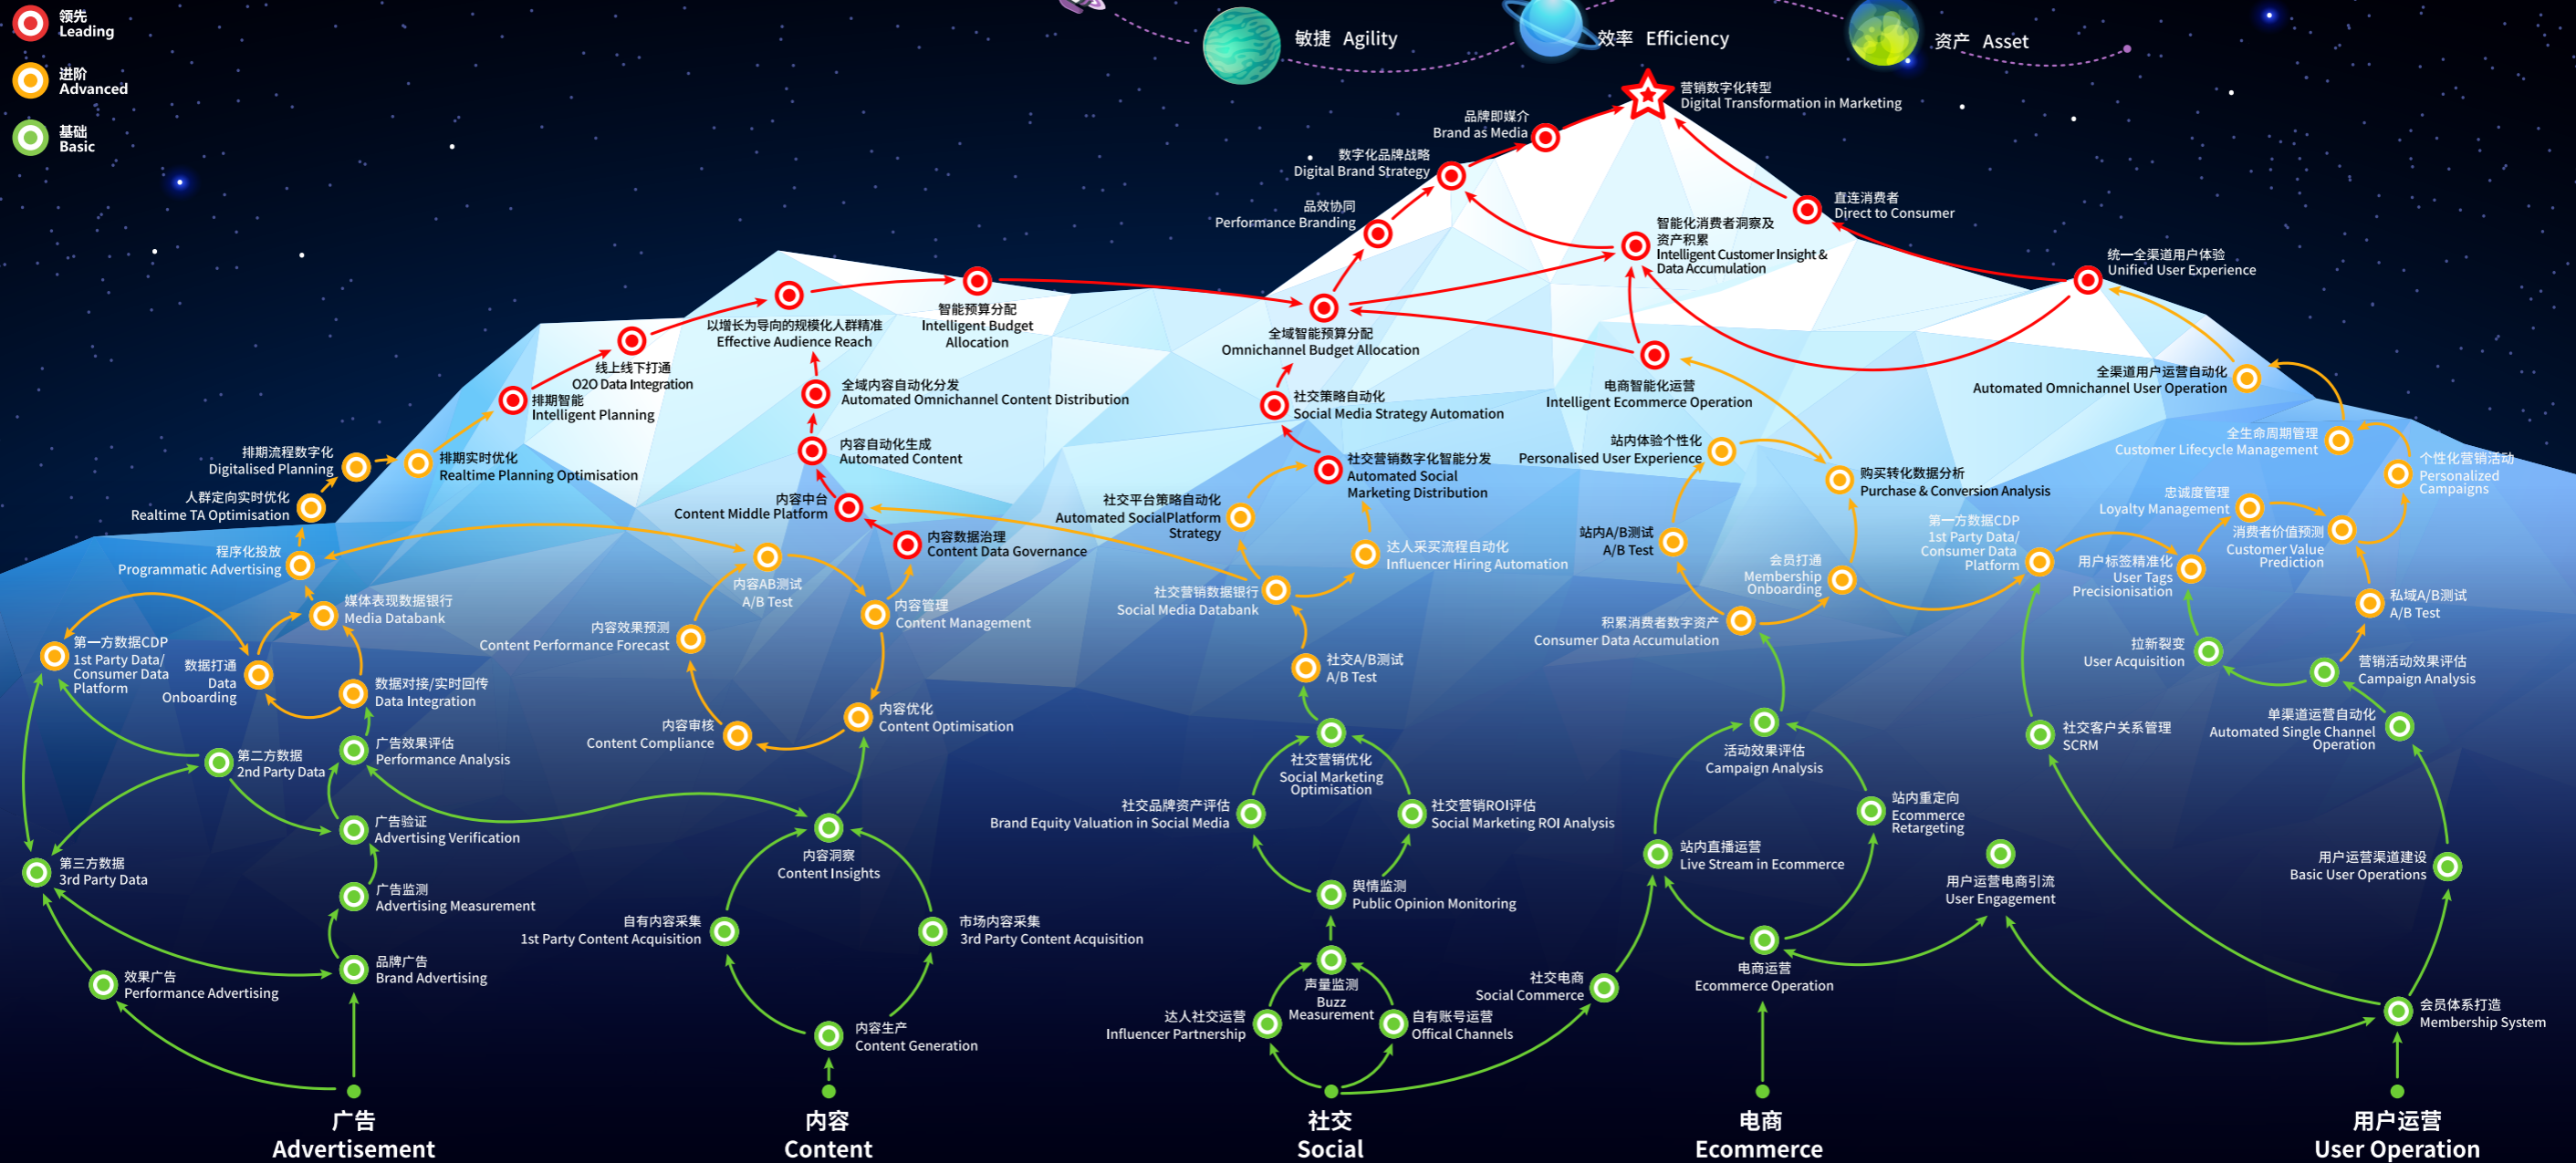 领先
Leading
进阶
Advanced
基础
Basic
敏捷 Agility
效率 Efficiency
资产 Asset
营销数字化转型
Digital Transformation in Marketing
品牌即媒介
Brand as Media
数字化品牌战略
Digital Brand Strategy
品效协同
Performance Branding
直连消费者
Direct to Consumer
智能化消费者洞察及
资产积累
Intelligent Customer Insight &
Data Accumulation
统一全渠道用户体验
Unified User Experience
智能预算分配
Intelligent Budget
Allocation
以增长为导向的规模化人群精准
Effective Audience Reach
全域智能预算分配
Omnichannel Budget Allocation
线上线下打通
O2O Data Integration
排期智能
Intelligent Planning
全域内容自动化分发
Automated Omnichannel Content Distribution
社交策略自动化
Social Media Strategy Automation
电商智能化运营
Intelligent Ecommerce Operation
全渠道用户运营自动化
Automated Omnichannel User Operation
排期流程数字化
Digitalised Planning
排期实时优化
Realtime Planning Optimisation
内容自动化生成
Automated Content
社交营销数字化智能分发
Automated Social
Marketing Distribution
站内体验个性化
Personalised User Experience
购买转化数据分析
Purchase & Conversion Analysis
全生命周期管理
Customer Lifecycle Management
个性化营销活动
Personalized
Campaigns
人群定向实时优化
Realtime TA Optimisation
内容中台
Content Middle Platform
社交平台策略自动化
Automated SocialPlatform
Strategy
忠诚度管理
Loyalty Management
消费者价值预测
Customer Value
Prediction
第一方数据CDP
1st Party Data/
Consumer Data
Platform
程序化投放
Programmatic Advertising
内容数据治理
Content Data Governance
达人采买流程自动化
Influencer Hiring Automation
站内A/B测试
A/B Test
会员打通
Membership
Onboarding
用户标签精准化
User Tags
Precisionisation
内容AB测试
A/B Test
社交营销数据银行
Social Media Databank
媒体表现数据银行
Media Databank
内容管理
Content Management
内容效果预测
Content Performance Forecast
积累消费者数字资产
Consumer Data Accumulation
私域A/B测试
A/B Test
第一方数据CDP
1st Party Data/
Consumer Data
Platform
数据打通
Data
Onboarding
数据对接/实时回传
Data Integration
社交A/B测试
A/B Test
拉新裂变
User Acquisition
营销活动效果评估
Campaign Analysis
内容审核
Content Compliance
内容优化
Content Optimisation
第二方数据
2nd Party Data
广告效果评估
Performance Analysis
社交营销优化
Social Marketing
Optimisation
活动效果评估
Campaign Analysis
社交客户关系管理
SCRM
单渠道运营自动化
Automated Single Channel
Operation
社交品牌资产评估
Brand Equity Valuation in Social Media
社交营销ROI评估
Social Marketing ROI Analysis
站内重定向
Ecommerce
Retargeting
广告验证
Advertising Verification
内容洞察
Content Insights
第三方数据
3rd Party Data
站内直播运营
Live Stream in Ecommerce
用户运营电商引流
User Engagement
用户运营渠道建设
Basic User Operations
广告监测
Advertising Measurement
舆情监测
Public Opinion Monitoring
自有内容采集
1st Party Content Acquisition
市场内容采集
3rd Party Content Acquisition
品牌广告
Brand Advertising
效果广告
Performance Advertising
声量监测
Buzz
Measurement
社交电商
Social Commerce
电商运营
Ecommerce Operation
会员体系打造
Membership System
内容生产
Content Generation
达人社交运营
Influencer Partnership
自有账号运营
Offical Channels
广告
Advertisement
内容
Content
社交
Social
电商
Ecommerce
用户运营
User Operation